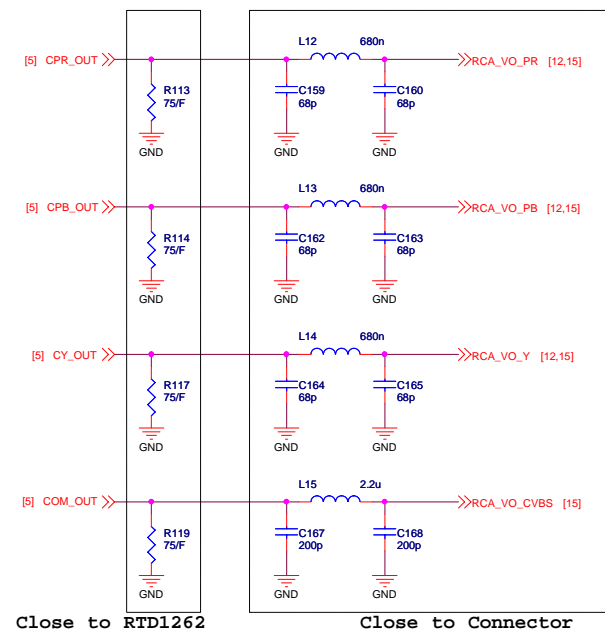 L12 680n
[5] CPR_OUT RCA_VO_PR [12,15]
R113
75/F
C159
68p
C160
68p
GND GND GND
L13 680n
[5] CPB_OUT RCA_VO_PB [12,15]
R114
75/F
C162
68p
C163
68p
GND GND GND
L14 680n
[5] CY_OUT RCA_VO_Y [12,15]
R117
75/F
C164
68p
C165
68p
GND GND GND
L15 2.2u
[5] COM_OUT RCA_VO_CVBS [15]
R119
75/F
C167
200p
C168
200p
GND GND GND
Close to RTD1262 Close to Connector